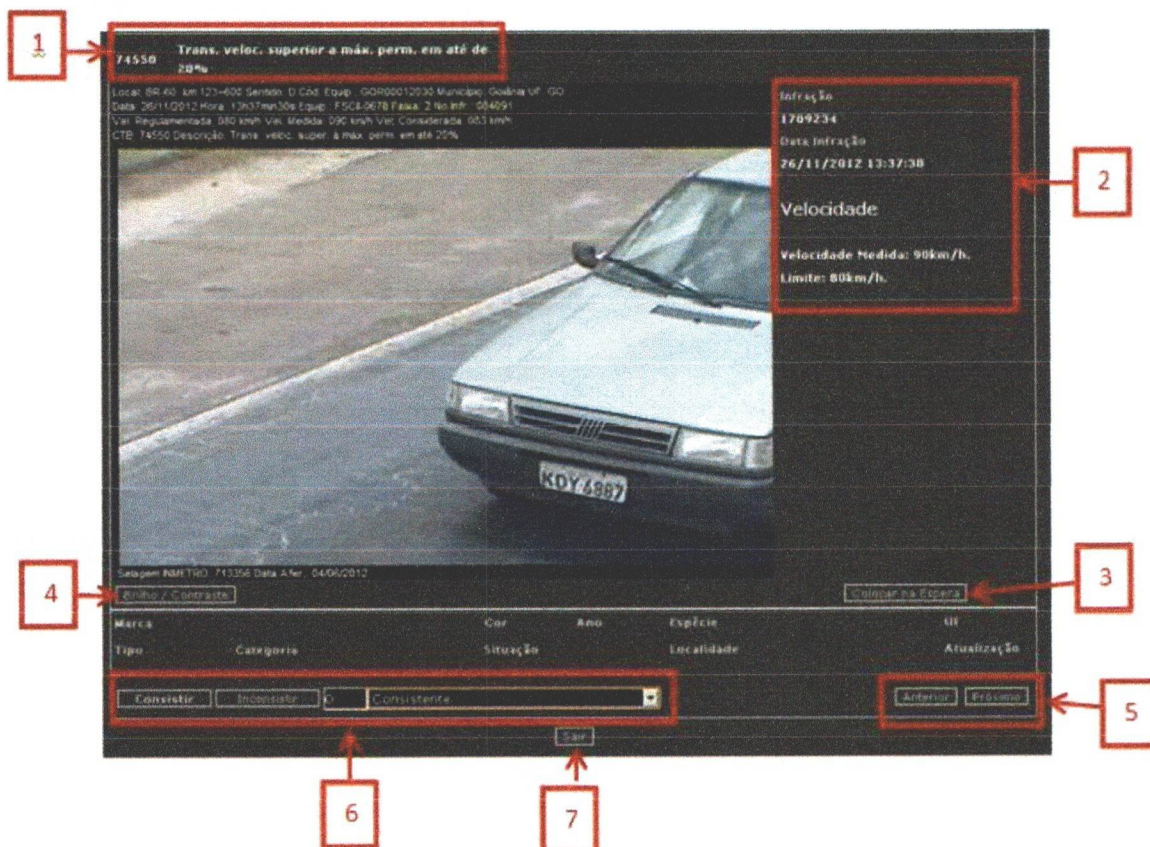 1
74550 Trans. veloc. superior a máx. perm. em até de
20%
Local: BR-60 km 123+600 Sentido: D Cód. Equip.: GOR00012030 Município: Goiânia UF: GO
Data: 26/11/2012 Hora: 13h37min30s Equip.: FSCII-0678 Faixa: 2 No.Infr.: 084091
Vel. Regulamentada: 080 km/h Vel. Medida: 090 km/h Vel. Considerada: 083 km/h
CTB: 74550 Descrição: Trans. veloc. super. à máx. perm. em até 20%
Infração
1709234
Data Infração
26/11/2012 13:37:30
Velocidade
Velocidade Medida: 90km/h.
Limite: 80km/h.
2
KDY 6887
Selagem INMETRO: 713356 Data Afer.: 04/06/2012
4
Brilho / Contraste
Colocar na Espera
3
Marca Cor Ano Espécie UF
Tipo Categoria Situação Localidade Atualização
Consistir Inconsistir 0 Consistente Anterior Próximo
5
Sair
6
7